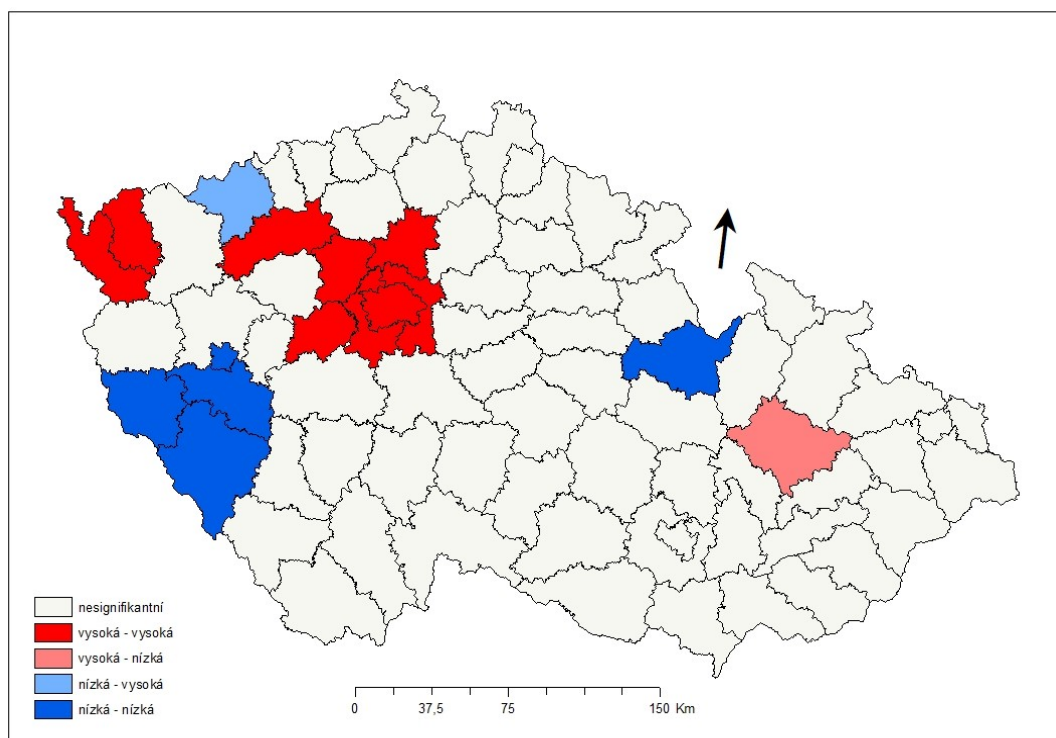 nesignifikantní
vysoká - vysoká
vysoká - nízká
nízká - vysoká
nízká - nízká
0 37,5 75 150 Km